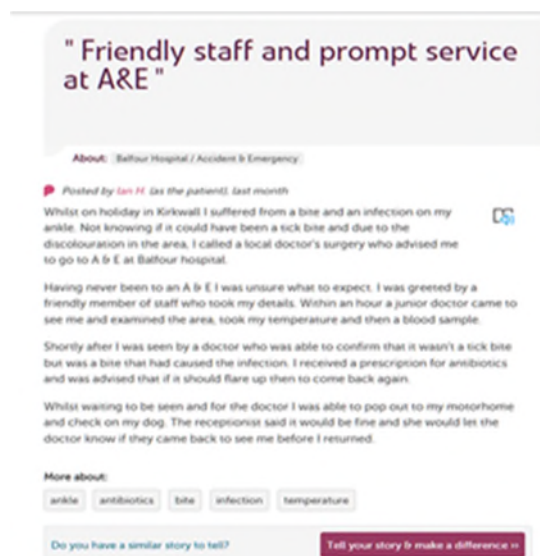 " Friendly staff and prompt service
at A&E "
About: Balfour Hospital / Accident & Emergency
Posted by Ian H (as the patient), last month
Whilst on holiday in Kirkwall I suffered from a bite and an infection on my
ankle. Not knowing if it could have been a tick bite and due to the
discolouration in the area, I called a local doctor's surgery who advised me
to go to A & E at Balfour hospital.
Having never been to an A & E I was unsure what to expect. I was greeted by a
friendly member of staff who took my details. Within an hour a junior doctor came to
see me and examined the area, took my temperature and then a blood sample.
Shortly after I was seen by a doctor who was able to confirm that it wasn't a tick bite
but was a bite that had caused the infection. I received a prescription for antibiotics
and was advised that if it should flare up then to come back again.
Whilst waiting to be seen and for the doctor I was able to pop out to my motorhome
and check on my dog. The receptionist said it would be fine and she would let the
doctor know if they came back to see me before I returned.
More about:
ankle antibiotics bite infection temperature
Do you have a similar story to tell? Tell your story & make a difference »